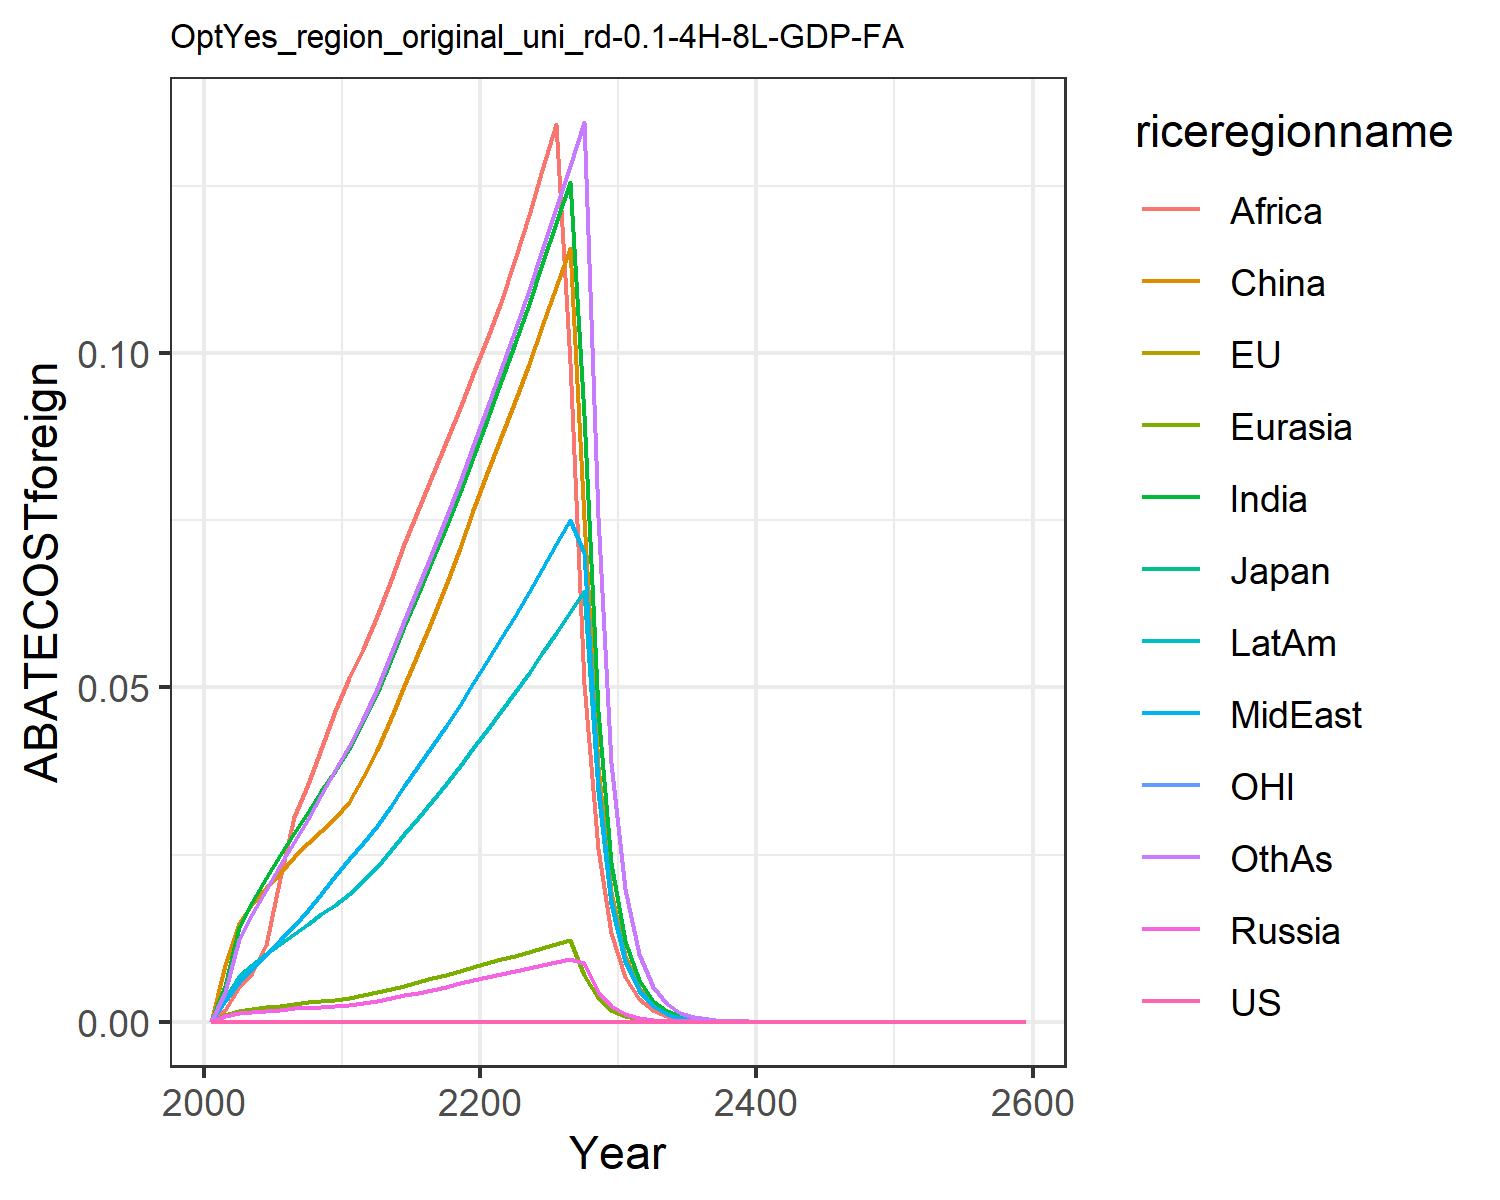 OptYes_region_original_uni_rd-0.1-4H-8L-GDP-FA
ABATECOSTforeign
0.10
0.05
0.00
2000 2200 2400 2600
Year
riceregionname
Africa
China
EU
Eurasia
India
Japan
LatAm
MidEast
OHI
OthAs
Russia
US